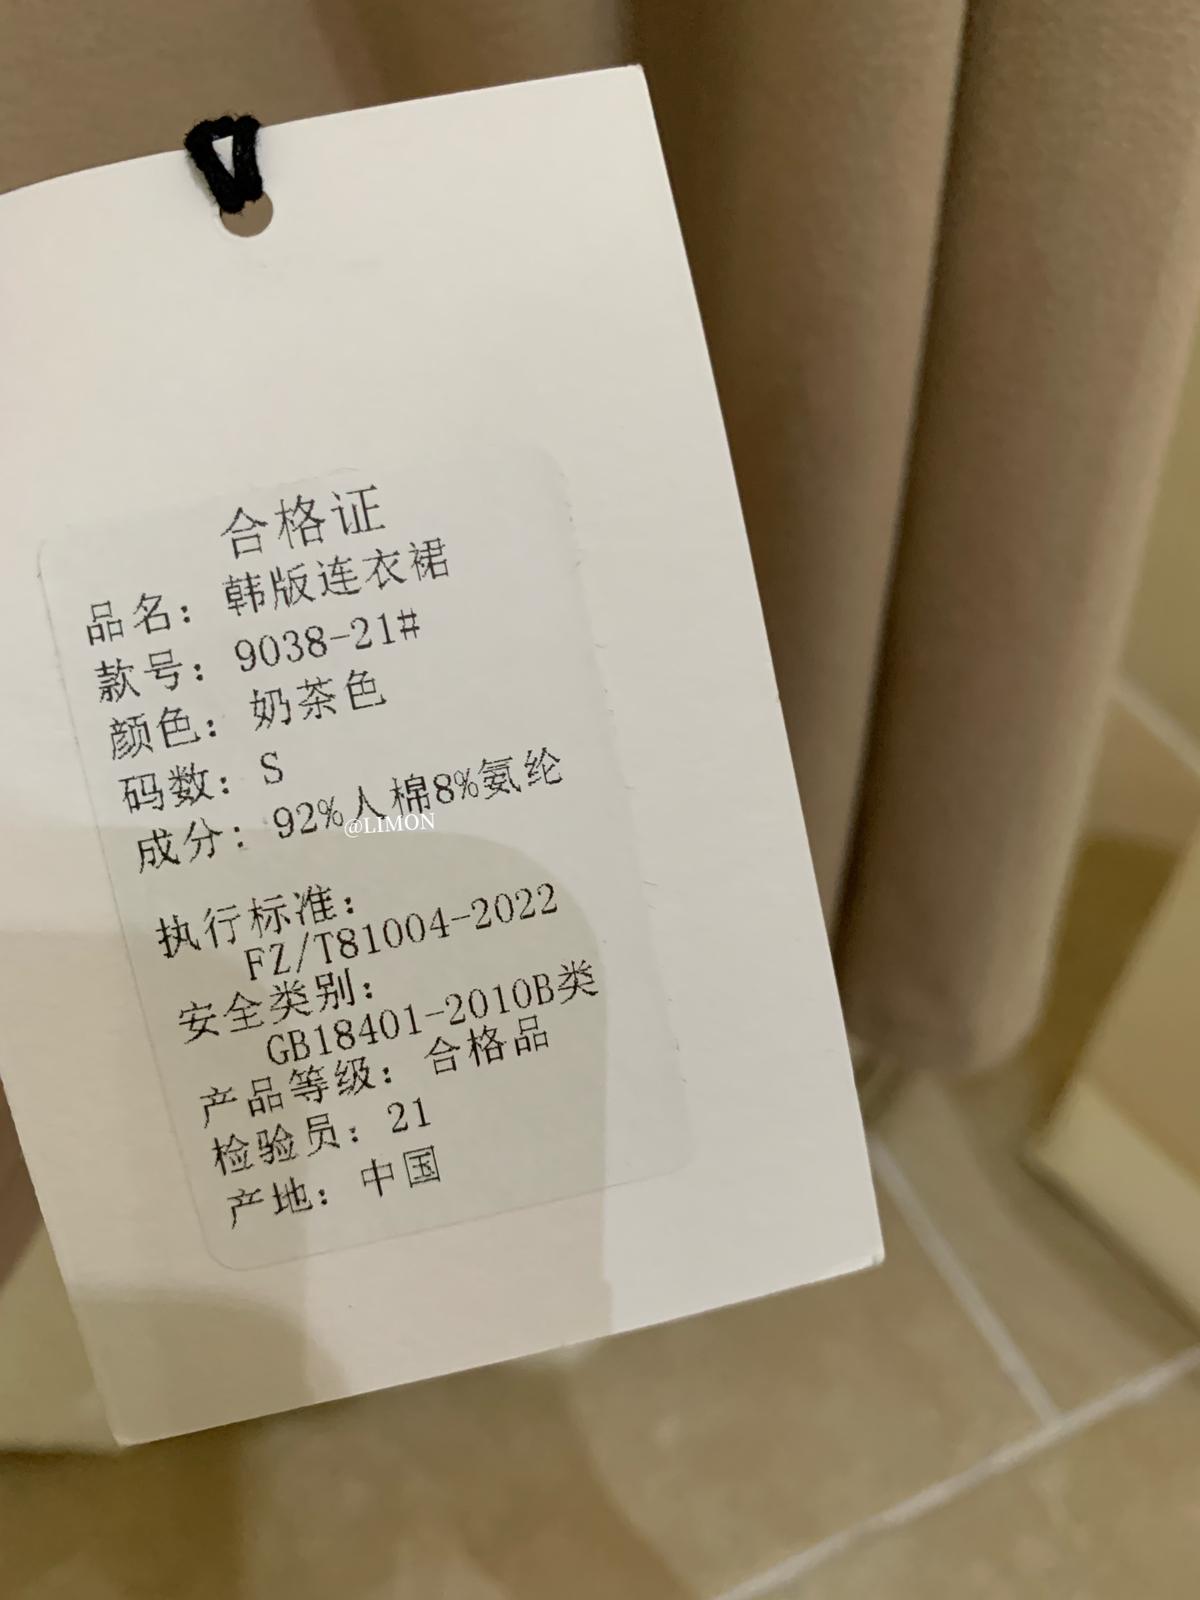 合格证
品名：韩版连衣裙
款号：9038-21#
颜色：奶茶色
码数：S
成分：92%人棉8%氨纶
@LIMON
执行标准：
FZ/T81004-2022
安全类别：
GB18401-2010B类
产品等级：合格品
检验员：21
产地：中国